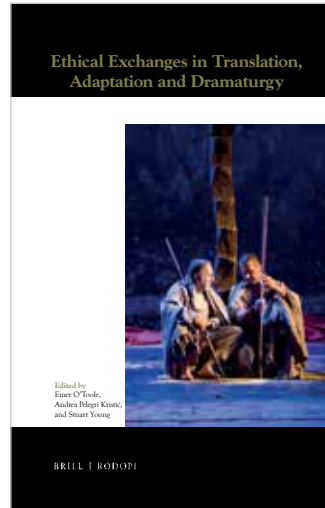 Ethical Exchanges in Translation,
Adaptation and Dramaturgy
Edited by
Emer O'Toole,
Andrea Pelegrí Kristić,
and Stuart Young
BRILL | RODOPI